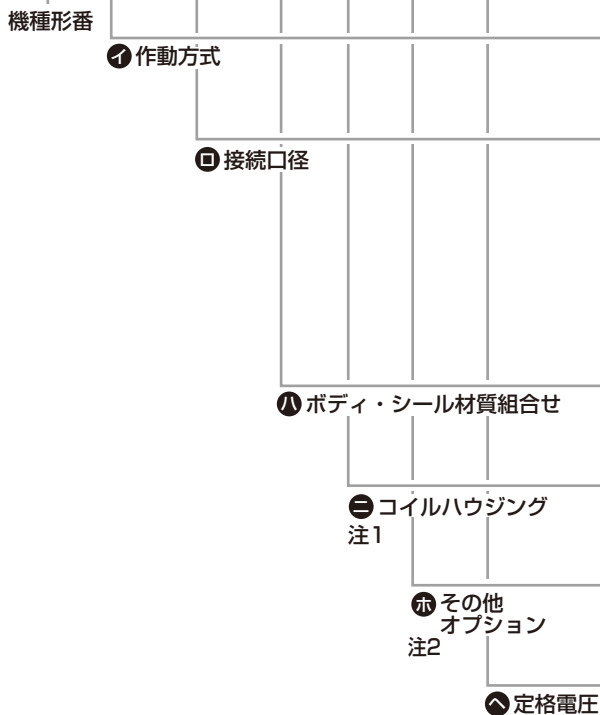 機種形番
イ 作動方式
ロ 接続口径
ハ ボディ・シール材質組合せ
ニ コイルハウジング
注1
ホ その他
オプション
注2
ヘ 定格電圧